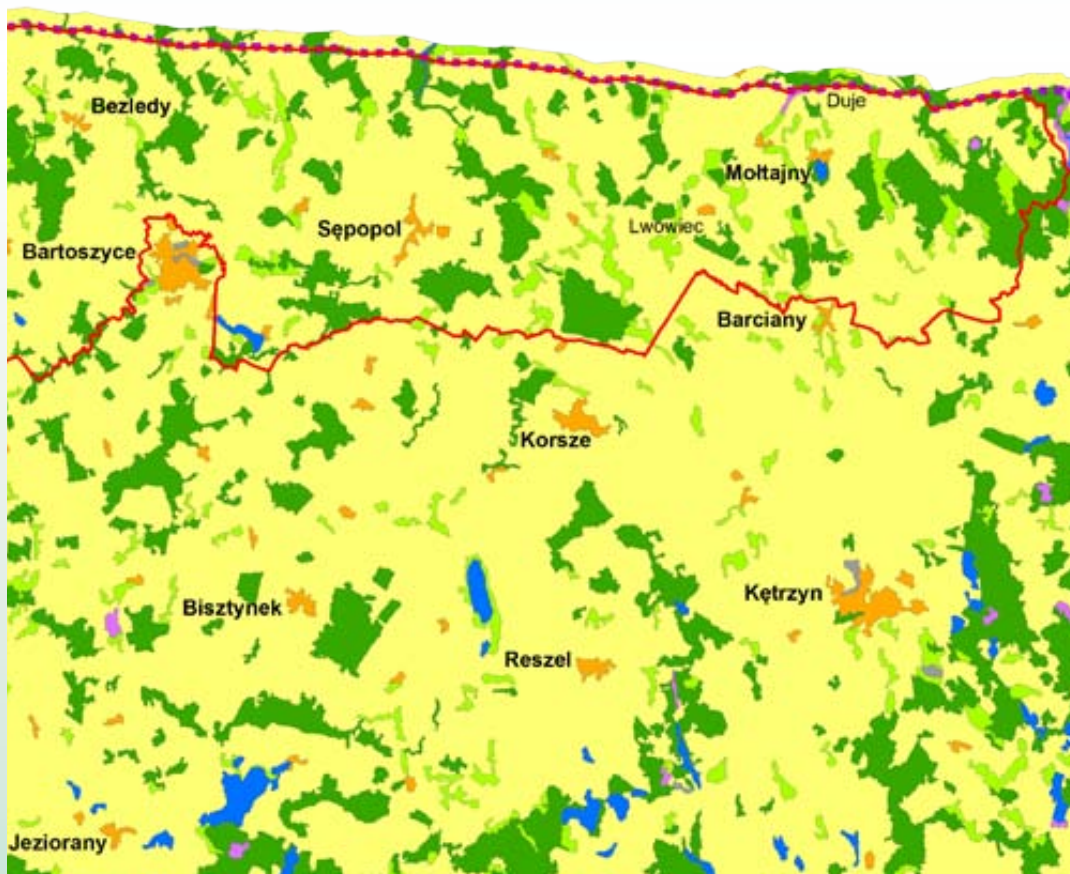 Bezledy
Duje
Mołtajny
Sępopol
Lwowiec
Bartoszyce
Barciany
Korsze
Kętrzyn
Bisztynek
Reszel
Jeziorany